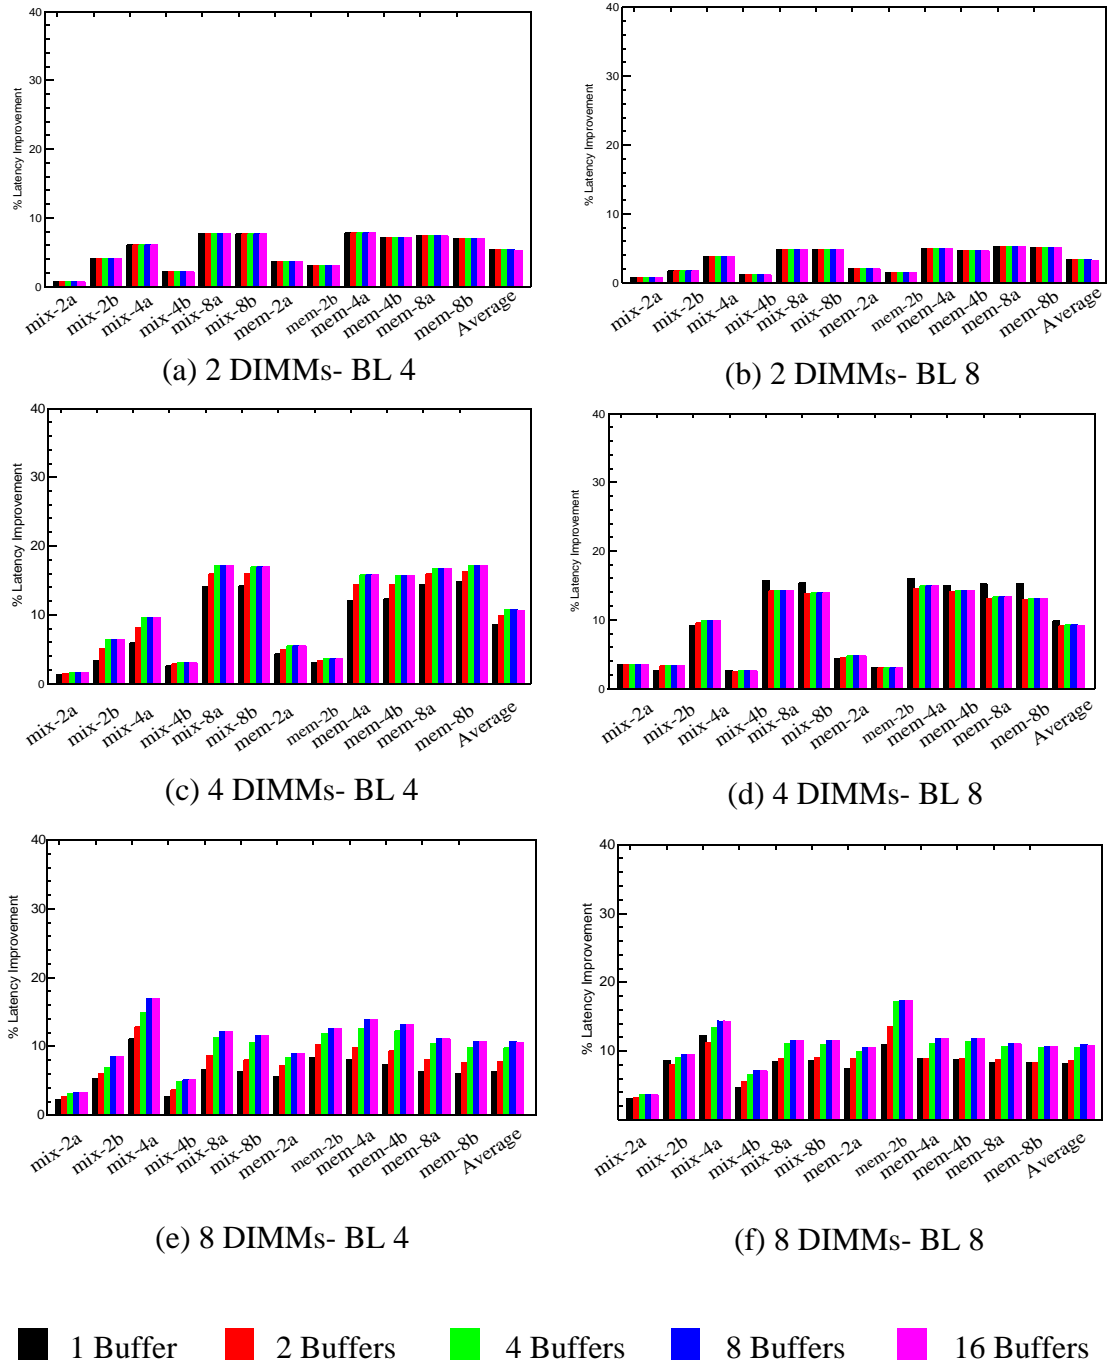 40
30
20
10
0
% Latency Improvement
mix-2a mix-2b mix-4a mix-4b mix-8a mix-8b mem-2a mem-2b mem-4a mem-4b mem-8a mem-8b Average
(a) 2 DIMMs- BL 4
40
30
20
10
0
% Latency Improvement
mix-2a mix-2b mix-4a mix-4b mix-8a mix-8b mem-2a mem-2b mem-4a mem-4b mem-8a mem-8b Average
(b) 2 DIMMs- BL 8
40
30
20
10
0
% Latency Improvement
mix-2a mix-2b mix-4a mix-4b mix-8a mix-8b mem-2a mem-2b mem-4a mem-4b mem-8a mem-8b Average
(c) 4 DIMMs- BL 4
40
30
20
10
0
% Latency Improvement
mix-2a mix-2b mix-4a mix-4b mix-8a mix-8b mem-2a mem-2b mem-4a mem-4b mem-8a mem-8b Average
(d) 4 DIMMs- BL 8
40
30
20
10
0
% Latency Improvement
mix-2a mix-2b mix-4a mix-4b mix-8a mix-8b mem-2a mem-2b mem-4a mem-4b mem-8a mem-8b Average
(e) 8 DIMMs- BL 4
40
30
20
10
% Latency Improvement
mix-2a mix-2b mix-4a mix-4b mix-8a mix-8b mem-2a mem-2b mem-4a mem-4b mem-8a mem-8b Average
(f) 8 DIMMs- BL 8
1 Buffer 2 Buffers 4 Buffers 8 Buffers 16 Buffers